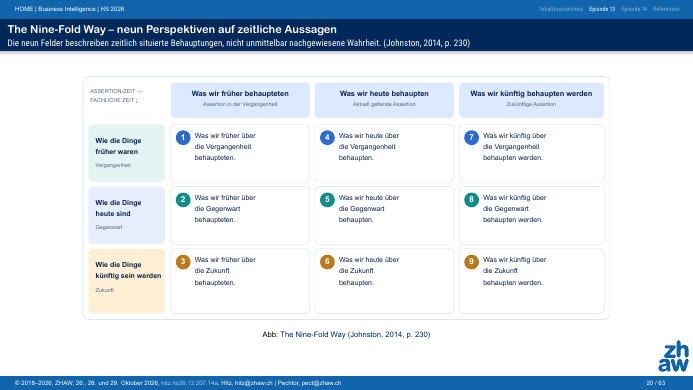 HOME | Business Intelligence | HS 2026
Inhaltsverzeichnis Episode 13 Episode 14 Referenzen
The Nine-Fold Way – neun Perspektiven auf zeitliche Aussagen
Die neun Felder beschreiben zeitlich situierte Behauptungen, nicht unmittelbar nachgewiesene Wahrheit. (Johnston, 2014, p. 230)
ASSERTION-ZEIT →
FACHLICHE ZEIT ↓
Was wir früher behaupteten
Assertion in der Vergangenheit
Was wir heute behaupten
Aktuell geltende Assertion
Was wir künftig behaupten werden
Zukünftige Assertion
Wie die Dinge
früher waren
Vergangenheit
1 Was wir früher über
die Vergangenheit
behaupteten.
4 Was wir heute über
die Vergangenheit
behaupten.
7 Was wir künftig über
die Vergangenheit
behaupten werden.
Wie die Dinge
heute sind
Gegenwart
2 Was wir früher über
die Gegenwart
behaupteten.
5 Was wir heute über
die Gegenwart
behaupten.
8 Was wir künftig über
die Gegenwart
behaupten werden.
Wie die Dinge
künftig sein werden
Zukunft
3 Was wir früher über
die Zukunft
behaupteten.
6 Was wir heute über
die Zukunft
behaupten.
9 Was wir künftig über
die Zukunft
behaupten werden.
Abb: The Nine-Fold Way (Johnston, 2014, p. 230)
zh
aw
© 2018–2026, ZHAW, 26., 28. und 29. Oktober 2026, hitz.hs26.13.207.14a, Hitz, hitz@zhaw.ch | Pechtor, pect@zhaw.ch
20 / 63